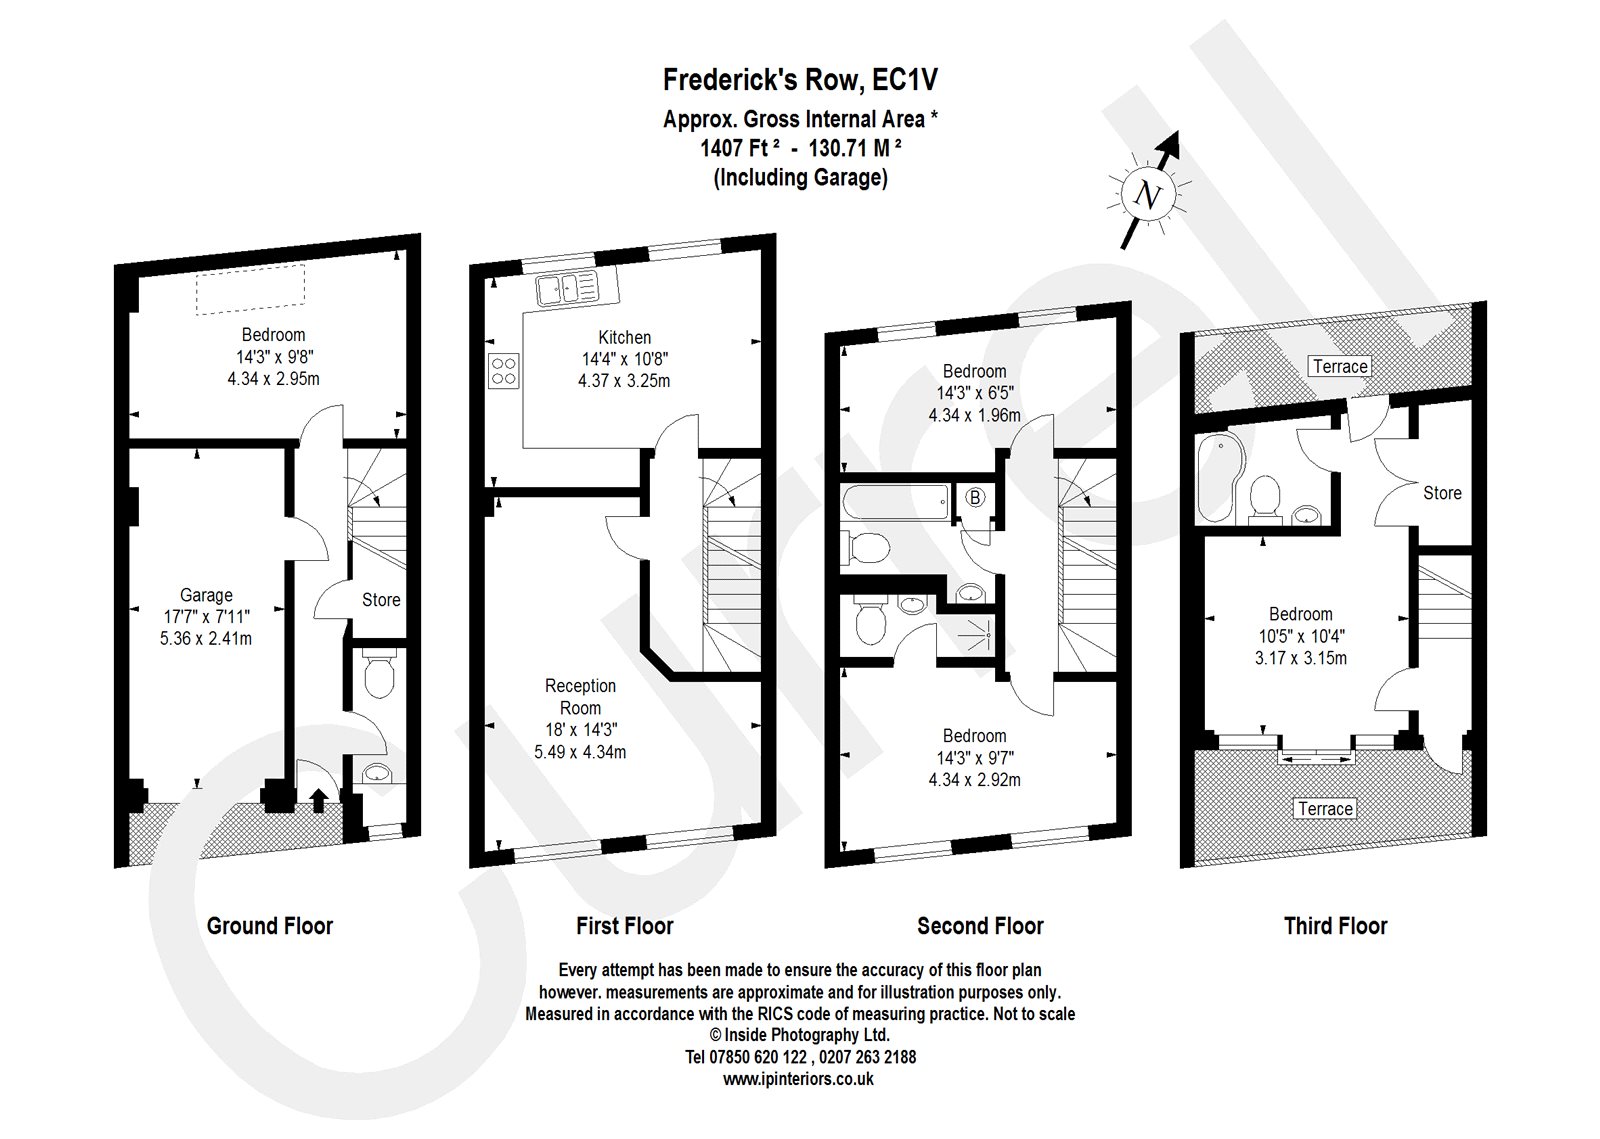 Frederick's Row, EC1V
Approx. Gross Internal Area *
1407 Ft ² - 130.71 M ²
(Including Garage)
N
Bedroom
14'3" x 9'8"
4.34 x 2.95m
Garage
17'7" x 7'11"
5.36 x 2.41m
Store
Ground Floor
Kitchen
14'4" x 10'8"
4.37 x 3.25m
Reception
Room
18' x 14'3"
5.49 x 4.34m
First Floor
Bedroom
14'3" x 6'5"
4.34 x 1.96m
B
Bedroom
14'3" x 9'7"
4.34 x 2.92m
Second Floor
Terrace
Store
Bedroom
10'5" x 10'4"
3.17 x 3.15m
Terrace
Third Floor
Currell
Every attempt has been made to ensure the accuracy of this floor plan
however. measurements are approximate and for illustration purposes only.
Measured in accordance with the RICS code of measuring practice. Not to scale
© Inside Photography Ltd.
Tel 07850 620 122 , 0207 263 2188
www.ipinteriors.co.uk